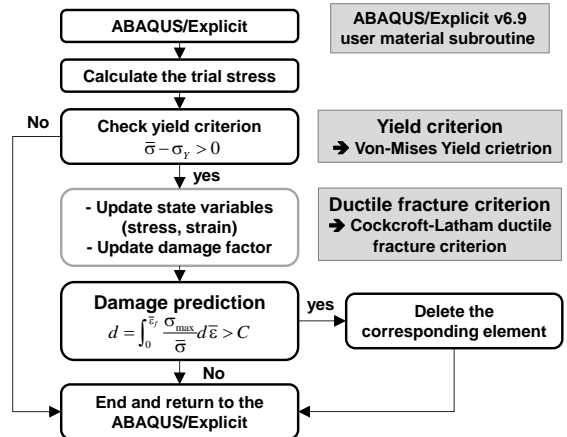 ABAQUS/Explicit
ABAQUS/Explicit v6.9
user material subroutine
Calculate the trial stress
No
Check yield criterion
σ̅ − σ_Y > 0
Yield criterion
➔ Von-Mises Yield crietrion
yes
- Update state variables
(stress, strain)
- Update damage factor
Ductile fracture criterion
➔ Cockcroft-Latham ductile
fracture criterion
Damage prediction
d = ∫₀^ε̅_f σ_max/σ̅ dε̅ > C
yes
Delete the
corresponding element
No
End and return to the
ABAQUS/Explicit